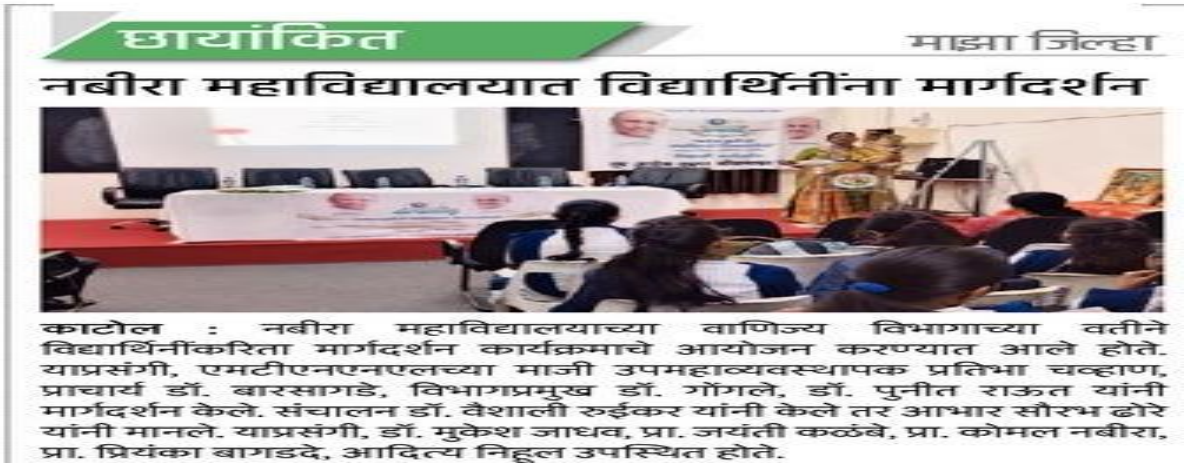 छायांकित
माझा जिल्हा
नबीरा महाविद्यालयात विद्यार्थिनींना मार्गदर्शन
काटोल : नबीरा महाविद्यालयाच्या वाणिज्य विभागाच्या वतीने
विद्यार्थिनींकरिता मार्गदर्शन कार्यक्रमाचे आयोजन करण्यात आले होते.
याप्रसंगी, एमटीएनएनएलच्या माजी उपमहाव्यवस्थापक प्रतिभा चव्हाण,
प्राचार्य डॉ. बारसागडे, विभागप्रमुख डॉ. गोंगले, डॉ. पुनीत राऊत यांनी
मार्गदर्शन केले. संचालन डॉ. वैशाली रुईकर यांनी केले तर आभार सौरभ ढोरे
यांनी मानले. याप्रसंगी, डॉ. मुकेश जाधव, प्रा. जयंती कळंबे, प्रा. कोमल नबीरा,
प्रा. प्रियंका बागडदे, आदित्य निहूल उपस्थित होते.